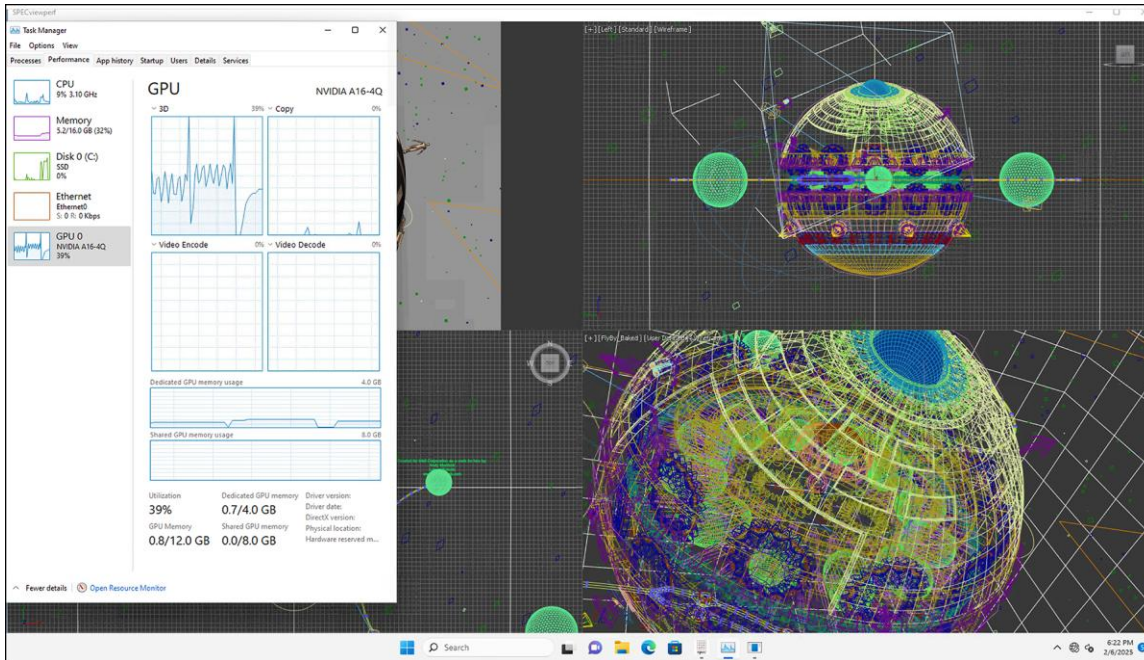 SPECviewperf
Task Manager
File Options View
Processes Performance App history Startup Users Details Services
CPU
9% 3.10 GHz
Memory
5.2/16.0 GB (32%)
Disk 0 (C:)
SSD
0%
Ethernet
Ethernet0
S: 0 R: 0 Kbps
GPU 0
NVIDIA A16-4Q
39%
GPU
NVIDIA A16-4Q
3D 39%
Copy 0%
Video Encode 0%
Video Decode 0%
Dedicated GPU memory usage 4.0 GB
Shared GPU memory usage 8.0 GB
Utilization
39%
Dedicated GPU memory
0.7/4.0 GB
GPU Memory
0.8/12.0 GB
Shared GPU memory
0.0/8.0 GB
Driver version:
Driver date:
DirectX version:
Physical location:
Hardware reserved m...
Fewer details
Open Resource Monitor
[+] [Left] [Standard] [Wireframe]
[+] [FlyBy_Baked]
Search
6:22 PM
2/6/2025